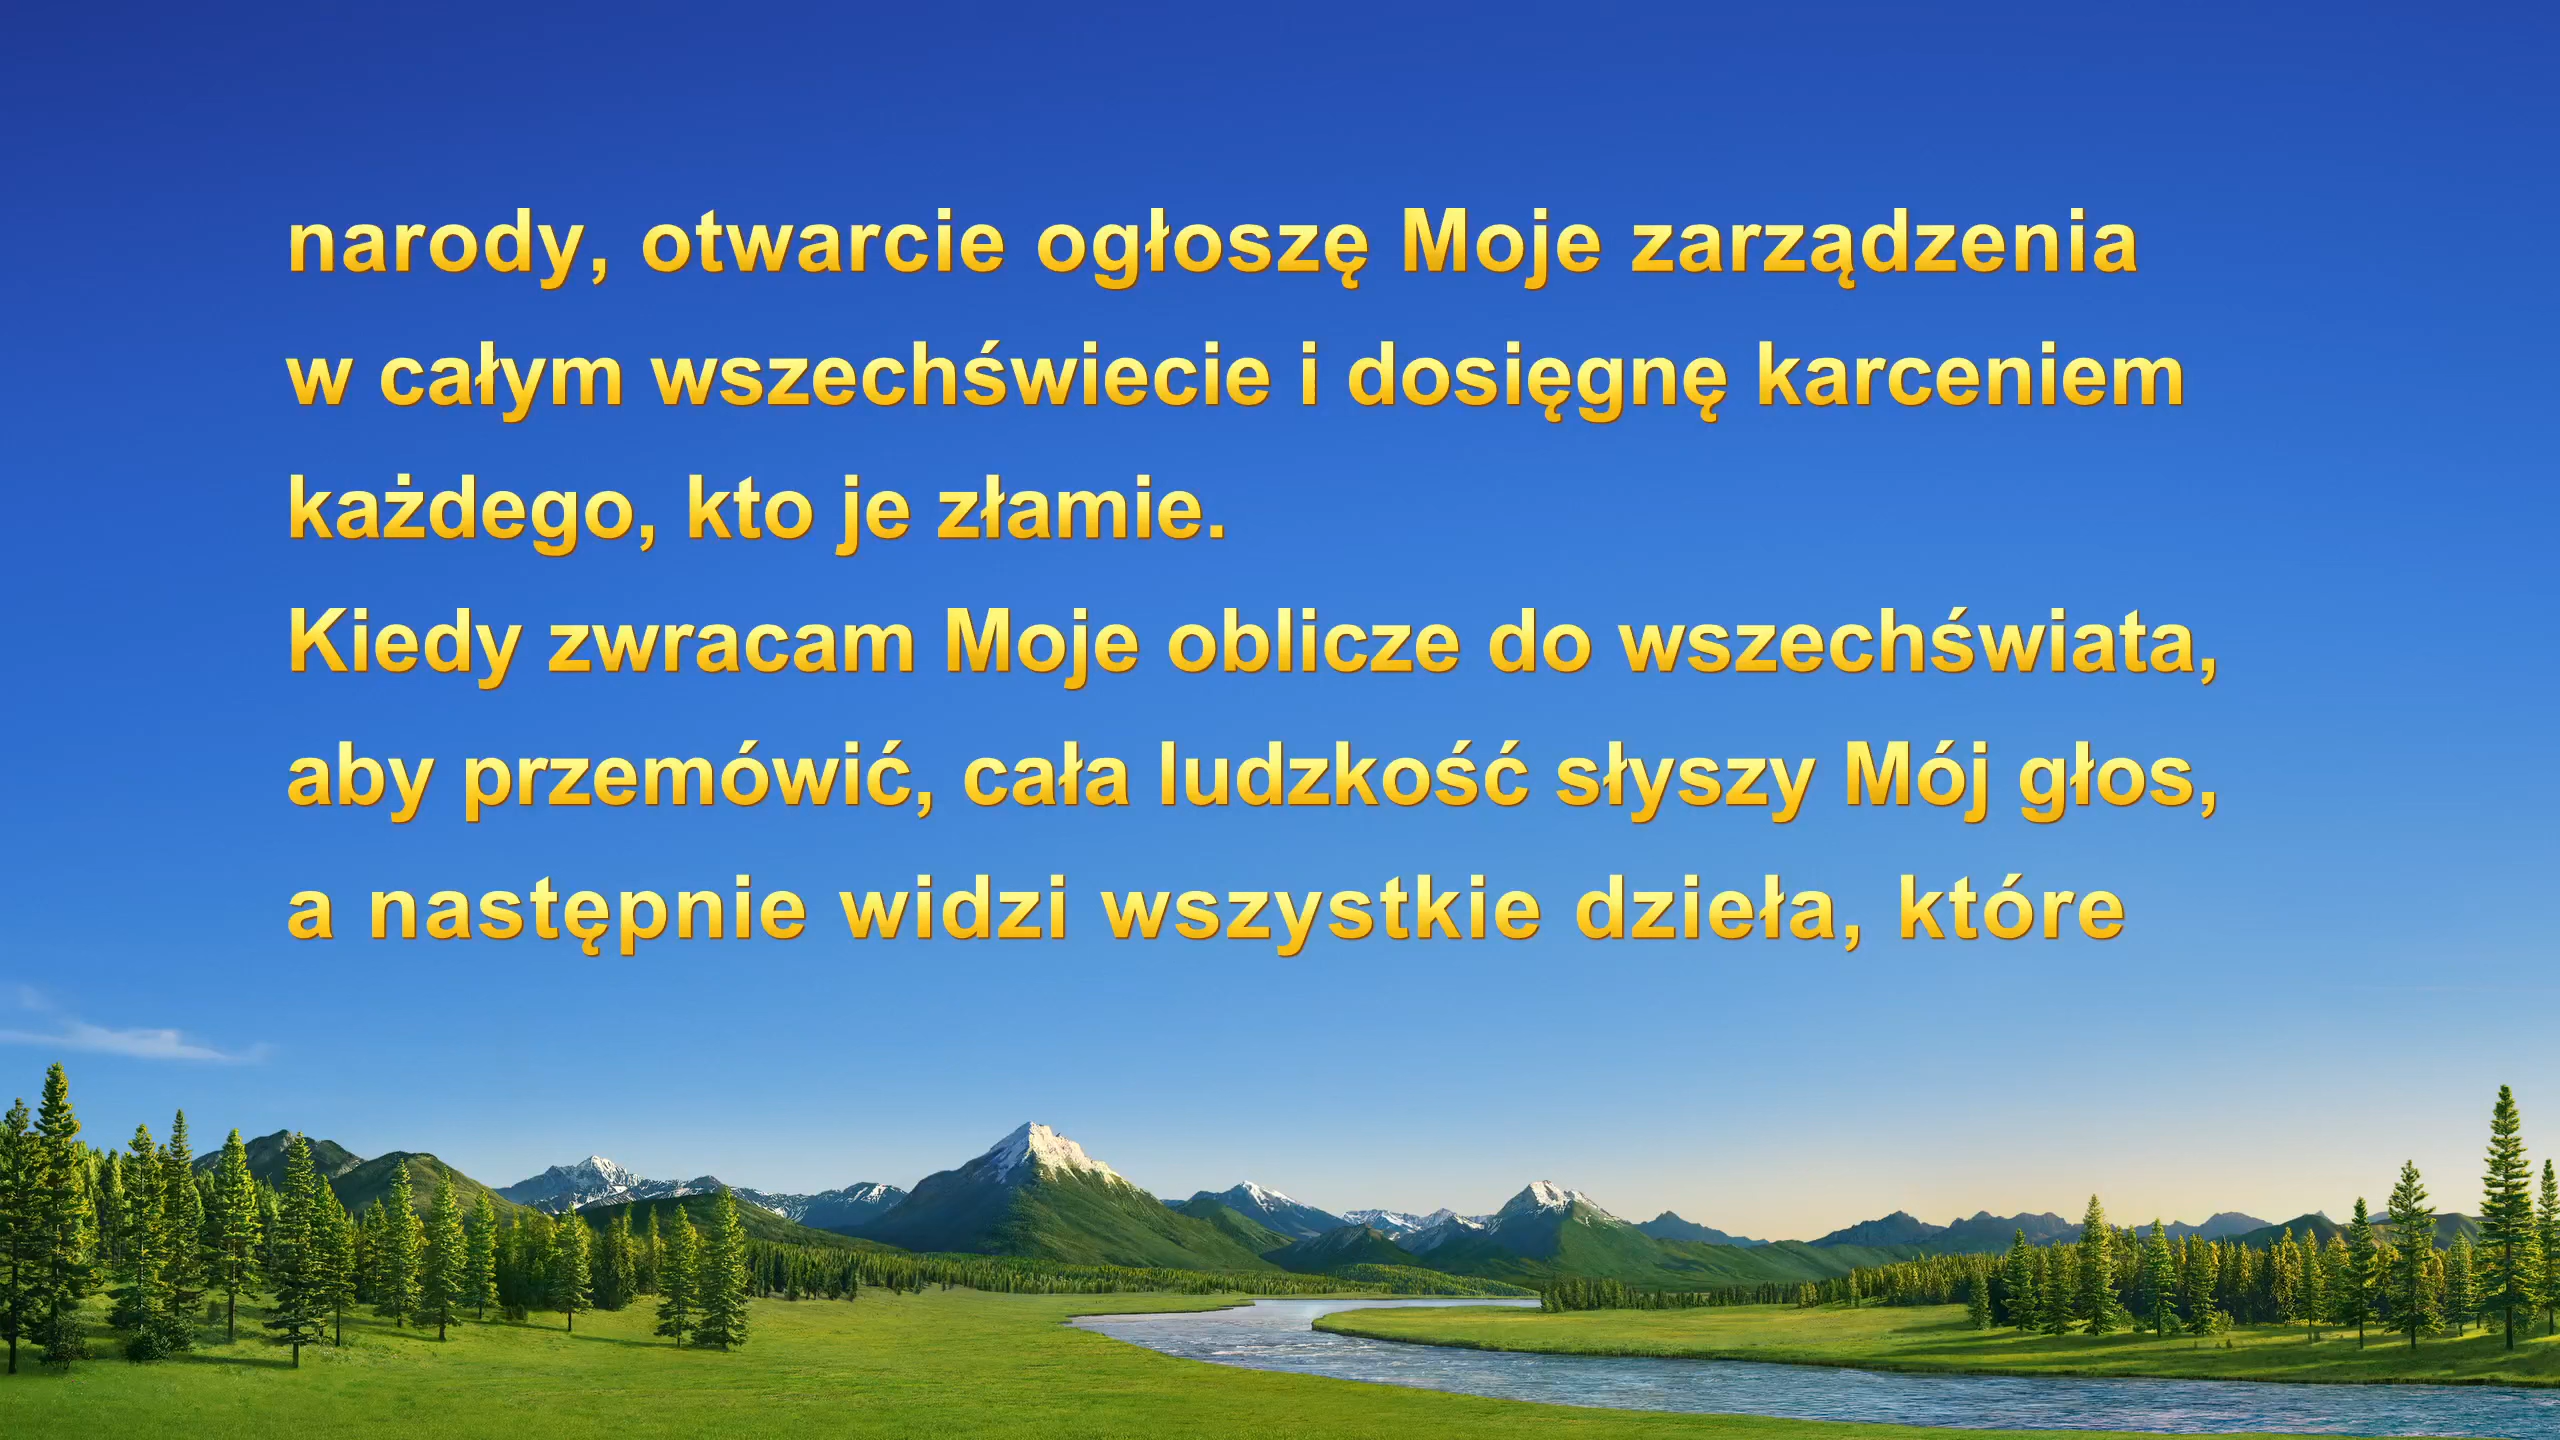 narody, otwarcie ogłoszę Moje zarządzenia
w całym wszechświecie i dosięgnę karceniem
każdego, kto je złamie.
Kiedy zwracam Moje oblicze do wszechświata,
aby przemówić, cała ludzkość słyszy Mój głos,
a następnie widzi wszystkie dzieła, które